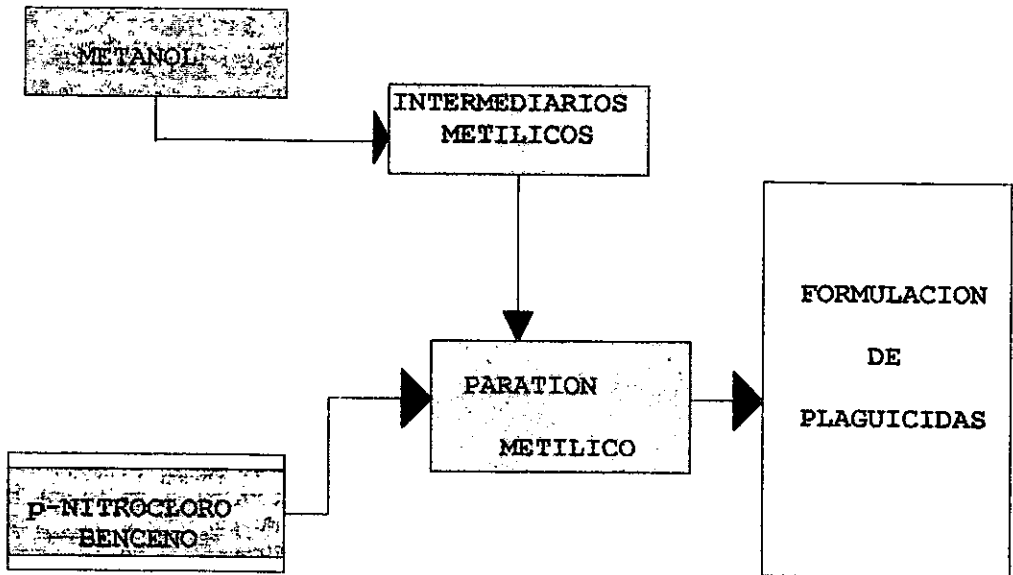 METANOL
INTERMEDIARIOS
METILICOS
FORMULACION
DE
PLAGUICIDAS
PARATION
METILICO
p-NITROCLORO
BENCENO